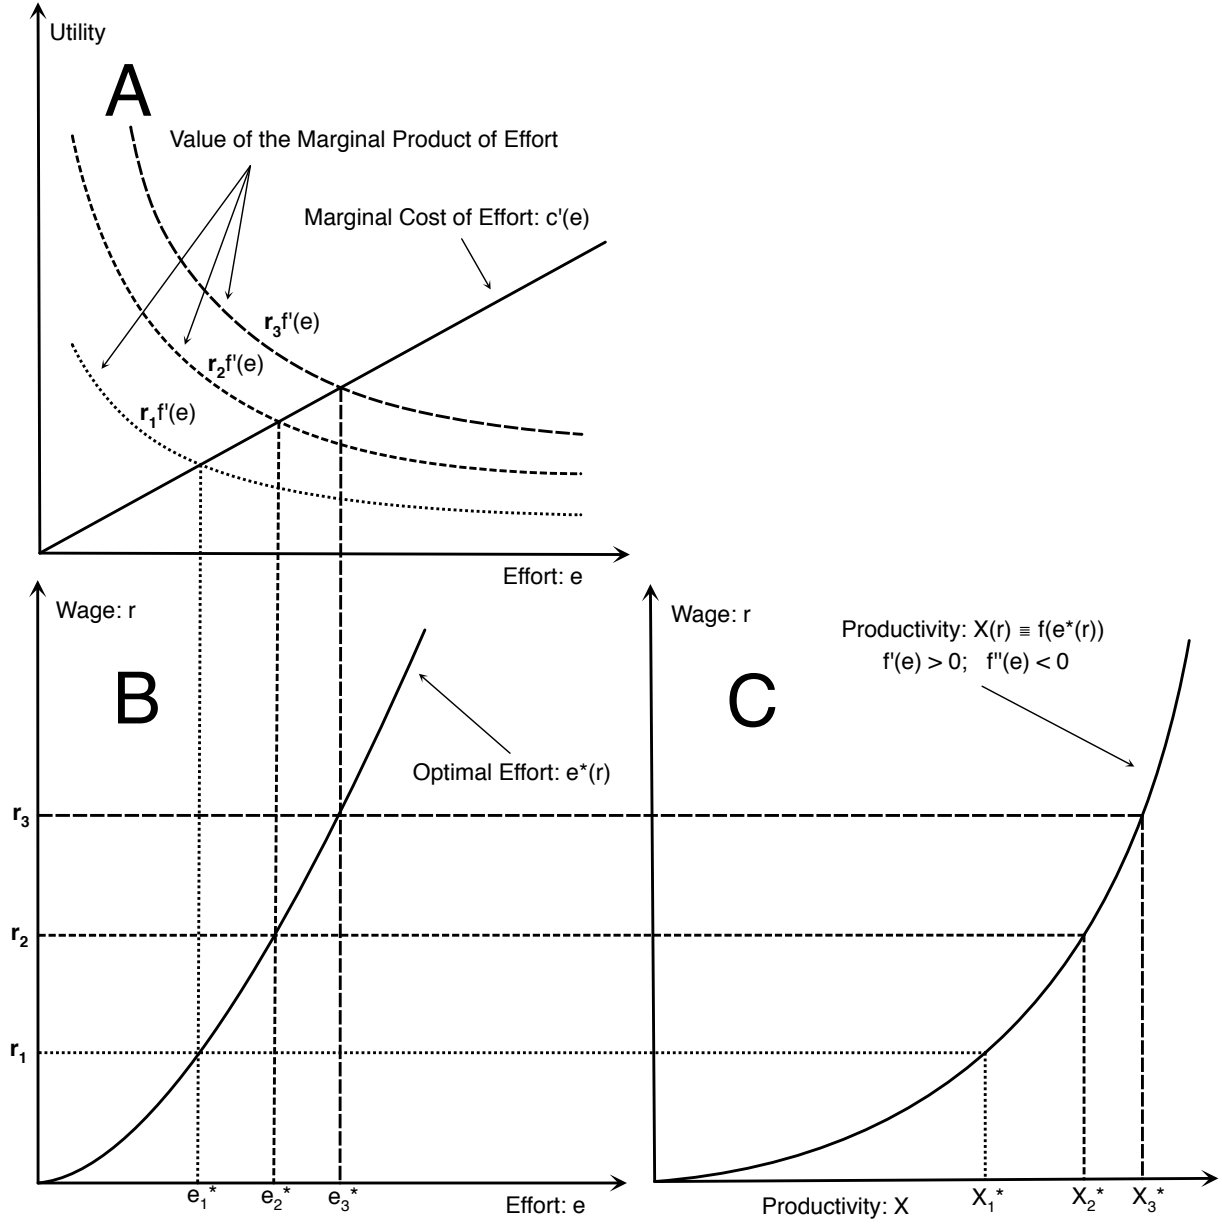 Utility
A
Value of the Marginal Product of Effort
Marginal Cost of Effort: c'(e)
r₃f'(e)
r₂f'(e)
r₁f'(e)
Effort: e
Wage: r
B
Optimal Effort: e*(r)
r₃
r₂
r₁
e₁*
e₂*
e₃*
Effort: e
Wage: r
Productivity: X(r) ≡ f(e*(r))
f'(e) > 0; f''(e) < 0
C
Productivity: X
X₁*
X₂*
X₃*